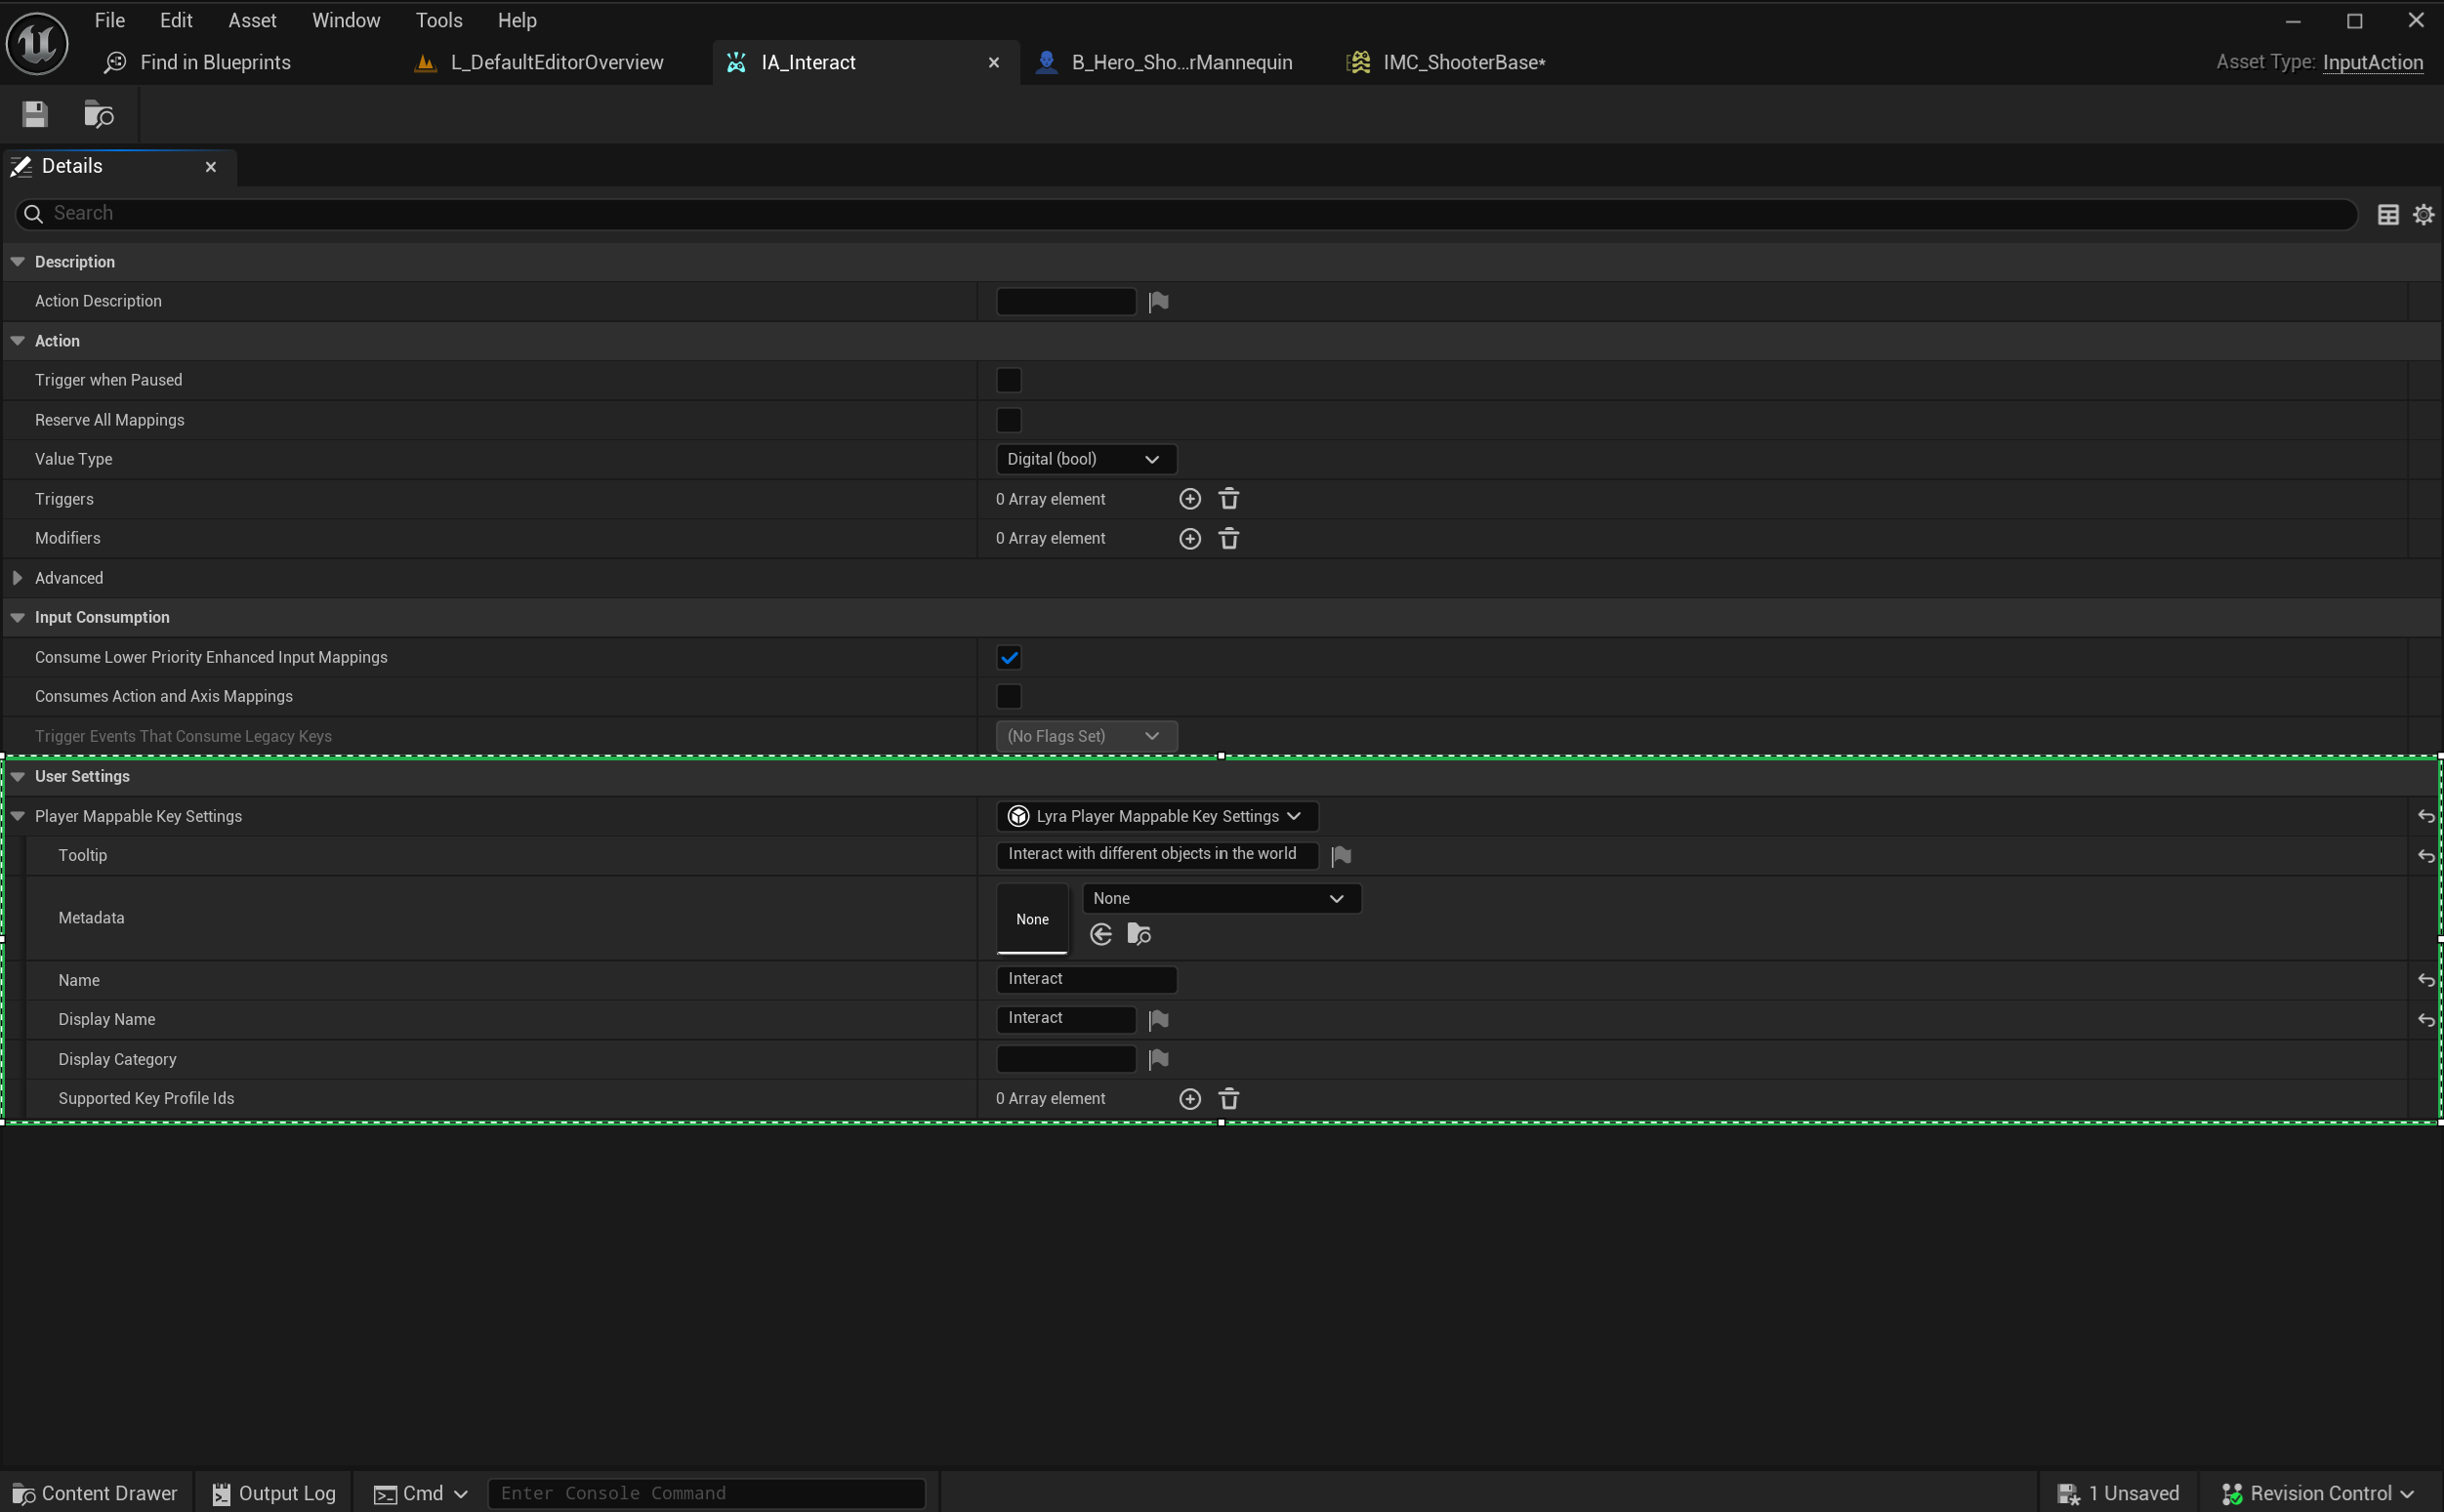 File Edit Asset Window Tools Help
Find in Blueprints L_DefaultEditorOverview IA_Interact B_Hero_Sho...rMannequin IMC_ShooterBase* Asset Type: InputAction
Details
Search
Description
Action Description
Action
Trigger when Paused
Reserve All Mappings
Value Type Digital (bool)
Triggers 0 Array element
Modifiers 0 Array element
Advanced
Input Consumption
Consume Lower Priority Enhanced Input Mappings
Consumes Action and Axis Mappings
Trigger Events That Consume Legacy Keys (No Flags Set)
User Settings
Player Mappable Key Settings Lyra Player Mappable Key Settings
Tooltip Interact with different objects in the world
Metadata None None
Name Interact
Display Name Interact
Display Category
Supported Key Profile Ids 0 Array element
Content Drawer Output Log Cmd Enter Console Command 1 Unsaved Revision Control